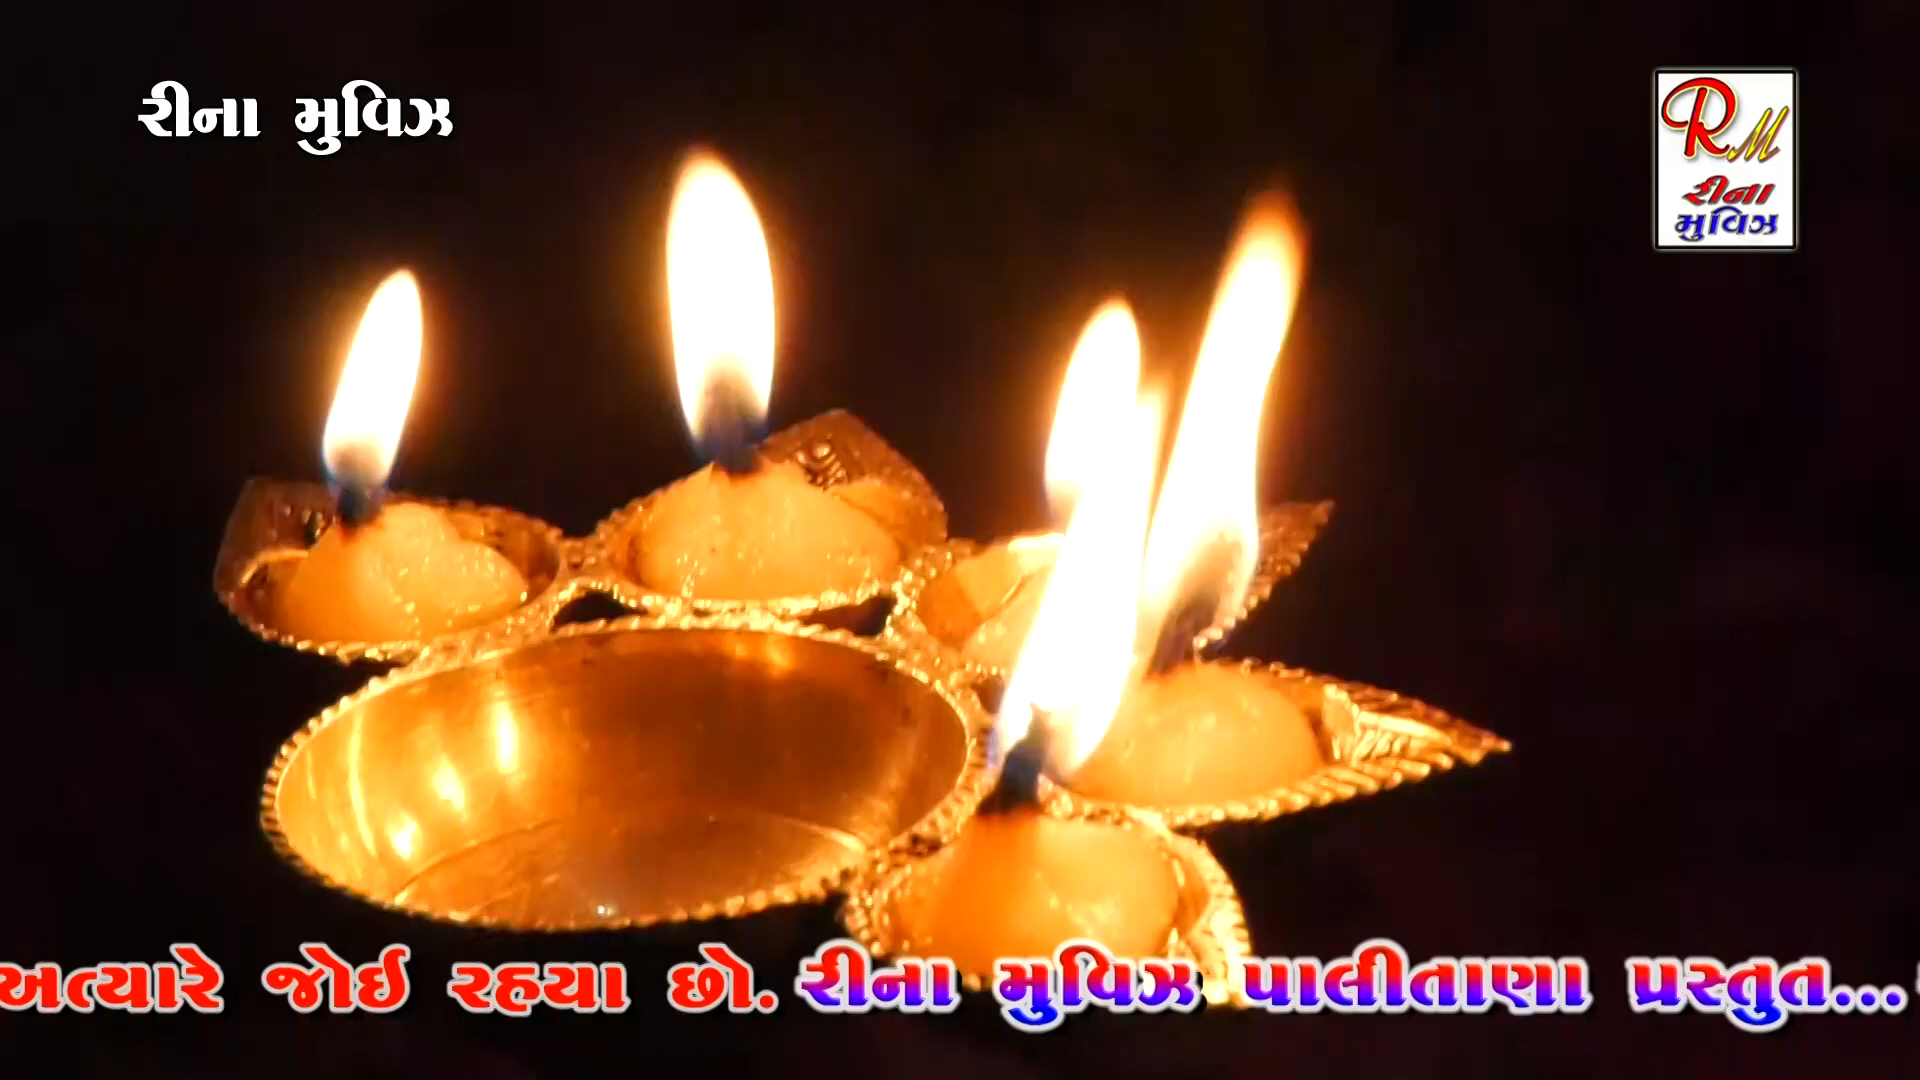 રીના મુવિઝ
RM
રીના
મુવિઝ
અત્યારે જોઈ રહયા છો. રીના મુવિઝ પાલીતાણા પ્રસ્તુત...